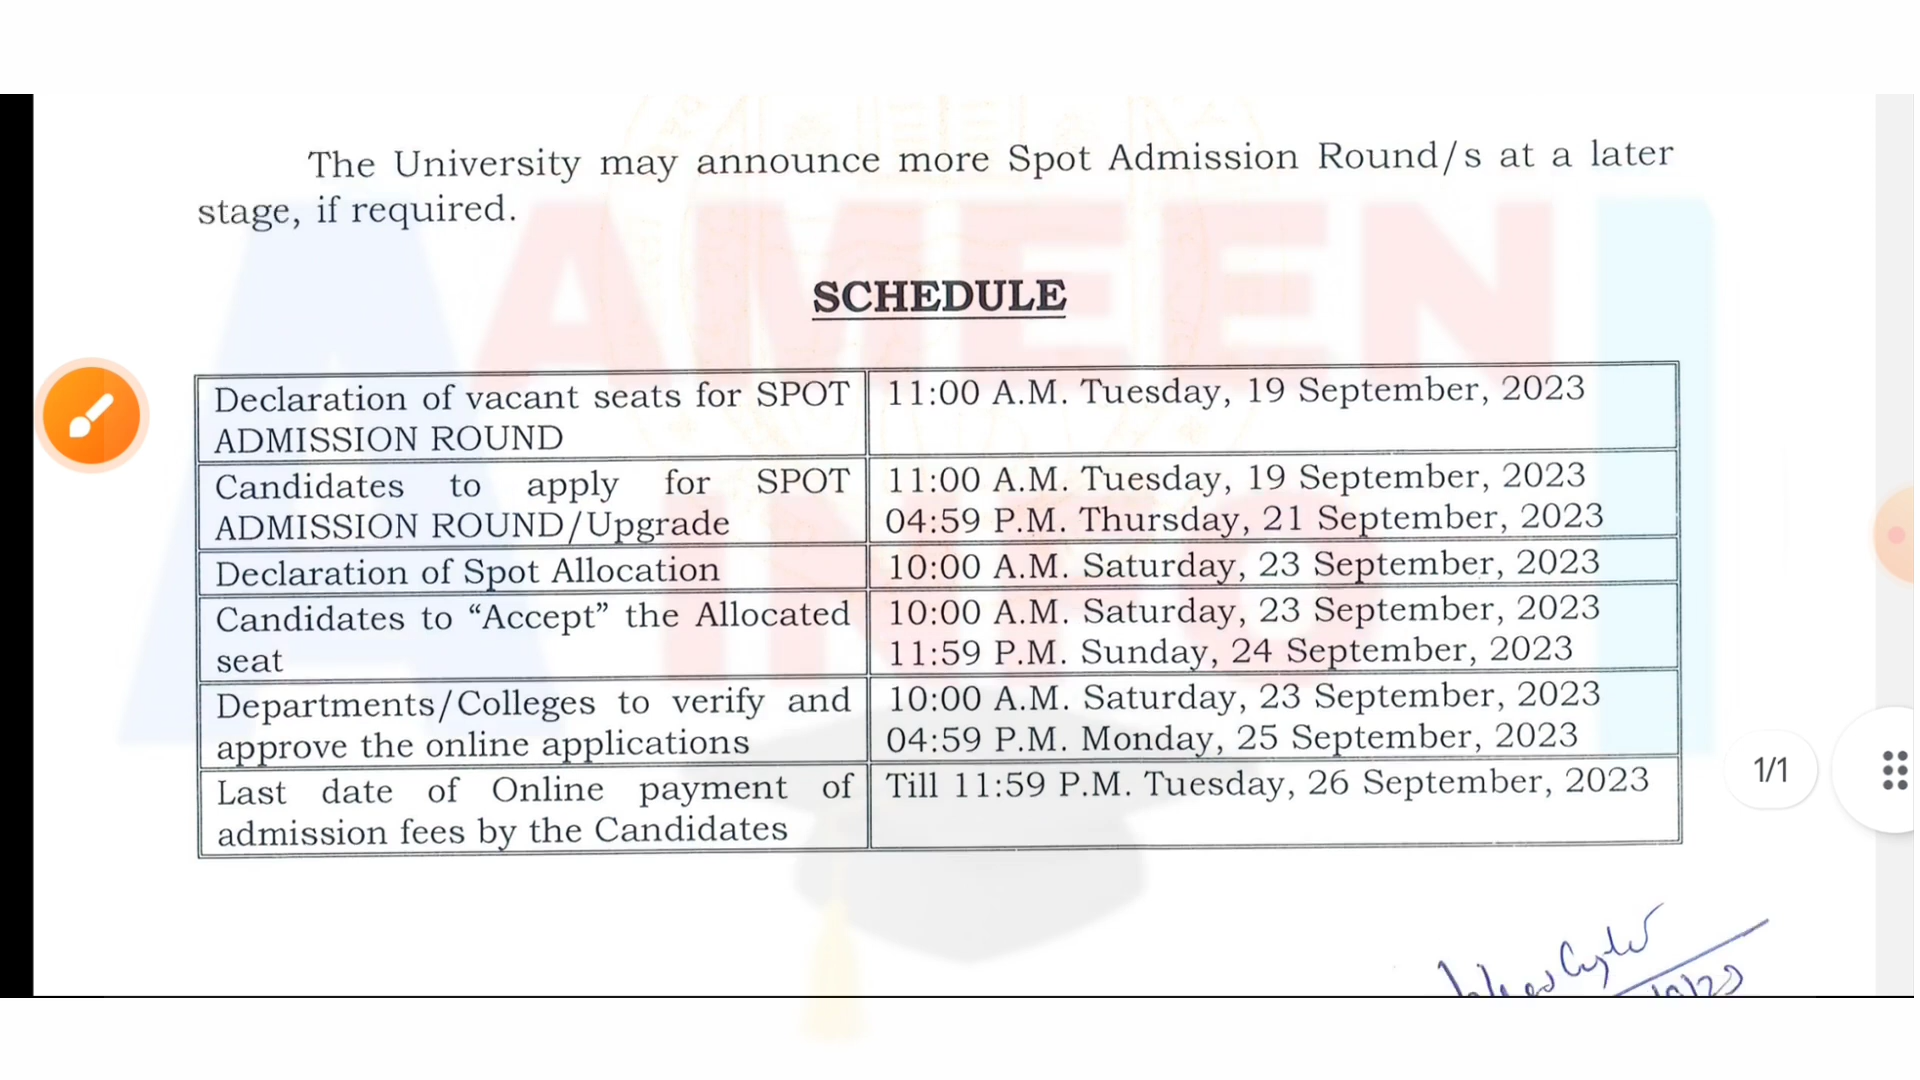 The University may announce more Spot Admission Round/s at a later
stage, if required.
SCHEDULE
Declaration of vacant seats for SPOT
ADMISSION ROUND
11:00 A.M. Tuesday, 19 September, 2023
Candidates to apply for SPOT
ADMISSION ROUND/Upgrade
11:00 A.M. Tuesday, 19 September, 2023
04:59 P.M. Thursday, 21 September, 2023
Declaration of Spot Allocation
10:00 A.M. Saturday, 23 September, 2023
Candidates to “Accept” the Allocated
seat
10:00 A.M. Saturday, 23 September, 2023
11:59 P.M. Sunday, 24 September, 2023
Departments/Colleges to verify and
approve the online applications
10:00 A.M. Saturday, 23 September, 2023
04:59 P.M. Monday, 25 September, 2023
Last date of Online payment of
admission fees by the Candidates
Till 11:59 P.M. Tuesday, 26 September, 2023
1/1
AMEEN
INFO